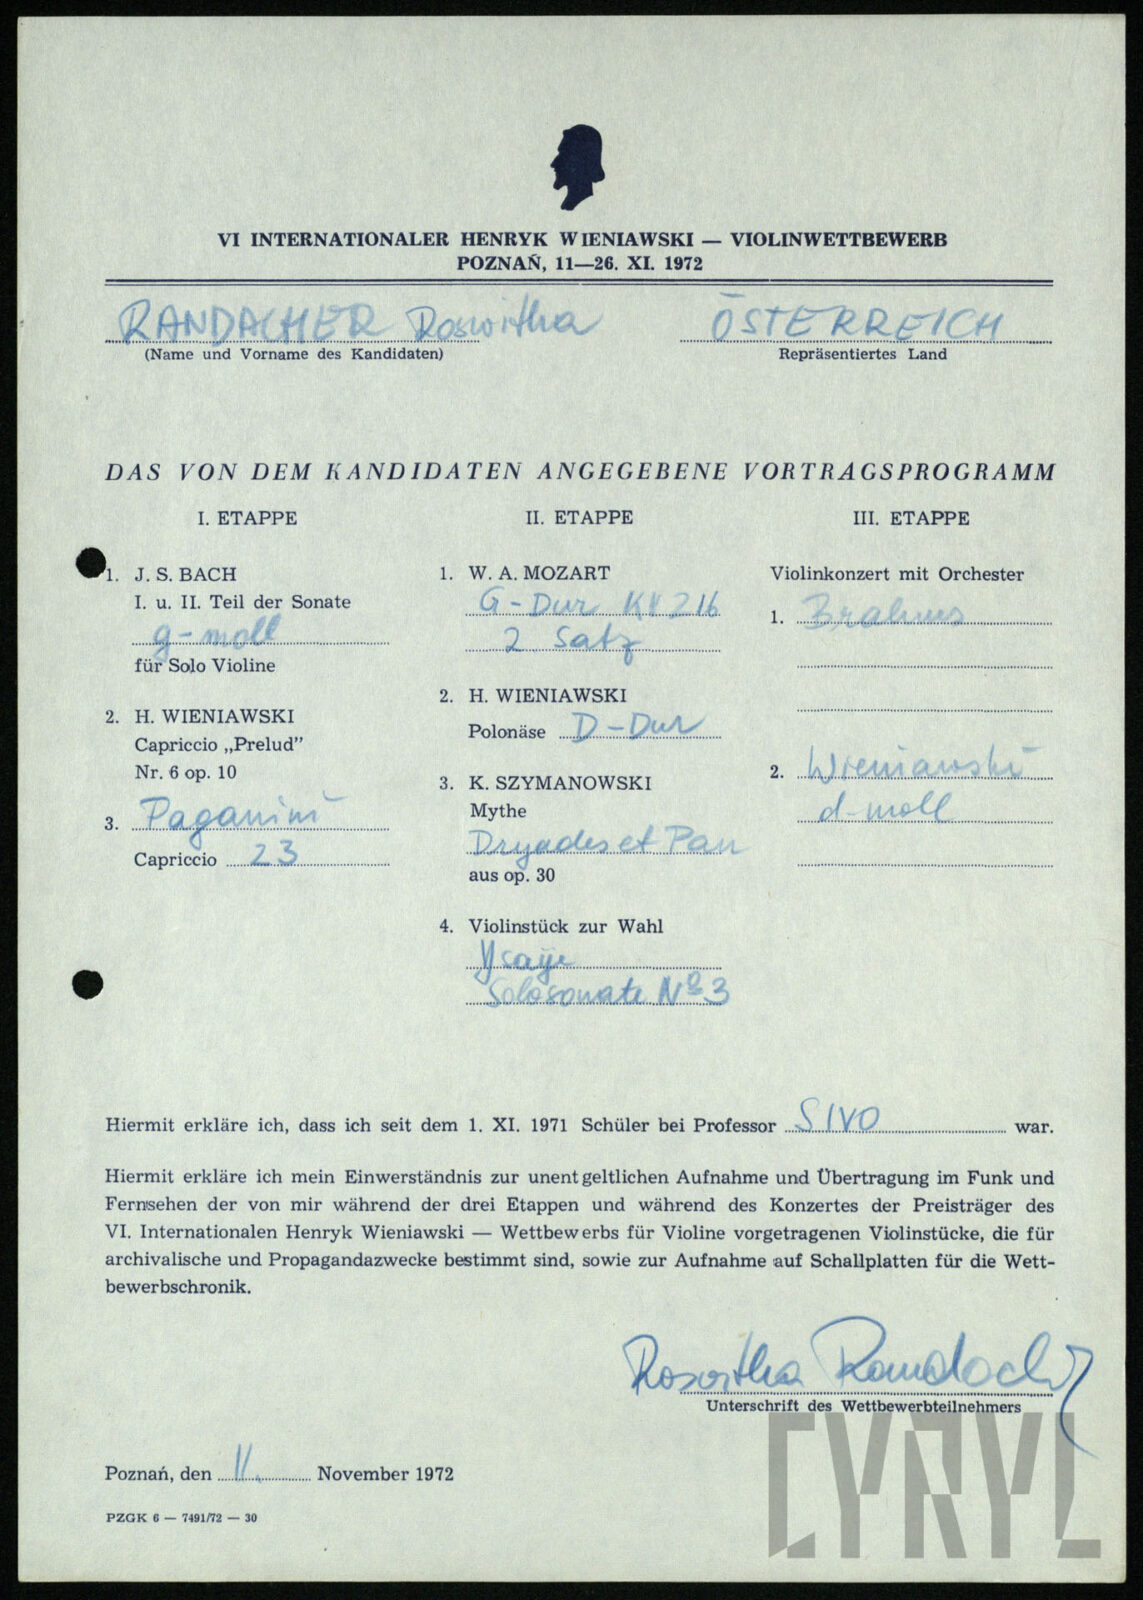 VI INTERNATIONALER HENRYK WIENIAWSKI — VIOLINWETTBEWERB
POZNAŃ, 11—26. XI. 1972
RANDACHER Roswitha
(Name und Vorname des Kandidaten)
ÖSTERREICH
Repräsentiertes Land
DAS VON DEM KANDIDATEN ANGEGEBENE VORTRAGSPROGRAMM
I. ETAPPE
1. J. S. BACH
I. u. II. Teil der Sonate
g-moll
für Solo Violine
2. H. WIENIAWSKI
Capriccio „Prelud”
Nr. 6 op. 10
3. Paganini
Capriccio 23
II. ETAPPE
1. W. A. MOZART
G-Dur KV 216
2 Satz
2. H. WIENIAWSKI
Polonäse D-Dur
3. K. SZYMANOWSKI
Mythe
Dryades et Pan
aus op. 30
4. Violinstück zur Wahl
Ysaÿe
Solosonate No 3
III. ETAPPE
Violinkonzert mit Orchester
1. Brahms
2. Wieniawski
d-moll
Hiermit erkläre ich, dass ich seit dem 1. XI. 1971 Schüler bei Professor SIVO war.
Hiermit erkläre ich mein Einwerständnis zur unentgeltlichen Aufnahme und Übertragung im Funk und
Fernsehen der von mir während der drei Etappen und während des Konzertes der Preisträger des
VI. Internationalen Henryk Wieniawski — Wettbewerbs für Violine vorgetragenen Violinstücke, die für
archivalische und Propagandazwecke bestimmt sind, sowie zur Aufnahme auf Schallplatten für die Wett-
bewerbschronik.
Roswitha Randacher
Unterschrift des Wettbewerbteilnehmers
Poznań, den 11. November 1972
PZGK 6 — 7491/72 — 30
CYRYL